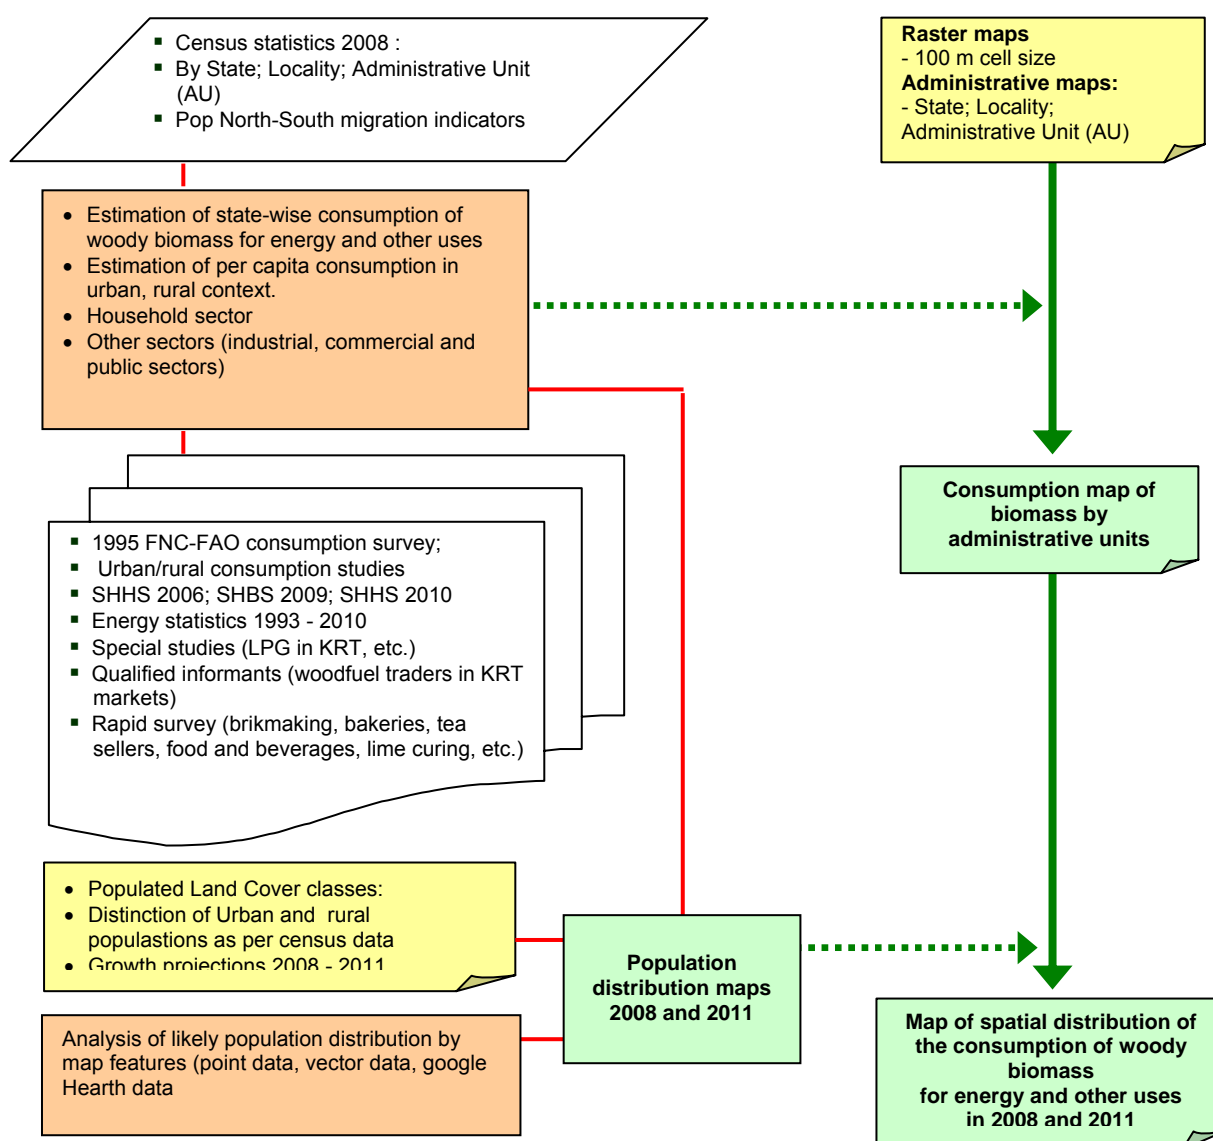 ▪ Census statistics 2008 :
▪ By State; Locality; Administrative Unit
(AU)
▪ Pop North-South migration indicators
Raster maps
- 100 m cell size
Administrative maps:
- State; Locality;
Administrative Unit (AU)
• Estimation of state-wise consumption of
woody biomass for energy and other uses
• Estimation of per capita consumption in
urban, rural context.
• Household sector
• Other sectors (industrial, commercial and
public sectors)
Consumption map of
biomass by
administrative units
▪ 1995 FNC-FAO consumption survey;
▪ Urban/rural consumption studies
▪ SHHS 2006; SHBS 2009; SHHS 2010
▪ Energy statistics 1993 - 2010
▪ Special studies (LPG in KRT, etc.)
▪ Qualified informants (woodfuel traders in KRT
markets)
▪ Rapid survey (brikmaking, bakeries, tea
sellers, food and beverages, lime curing, etc.)
• Populated Land Cover classes:
• Distinction of Urban and rural
populastions as per census data
• Growth projections 2008 - 2011
Population
distribution maps
2008 and 2011
Analysis of likely population distribution by
map features (point data, vector data, google
Hearth data
Map of spatial distribution of
the consumption of woody
biomass
for energy and other uses
in 2008 and 2011